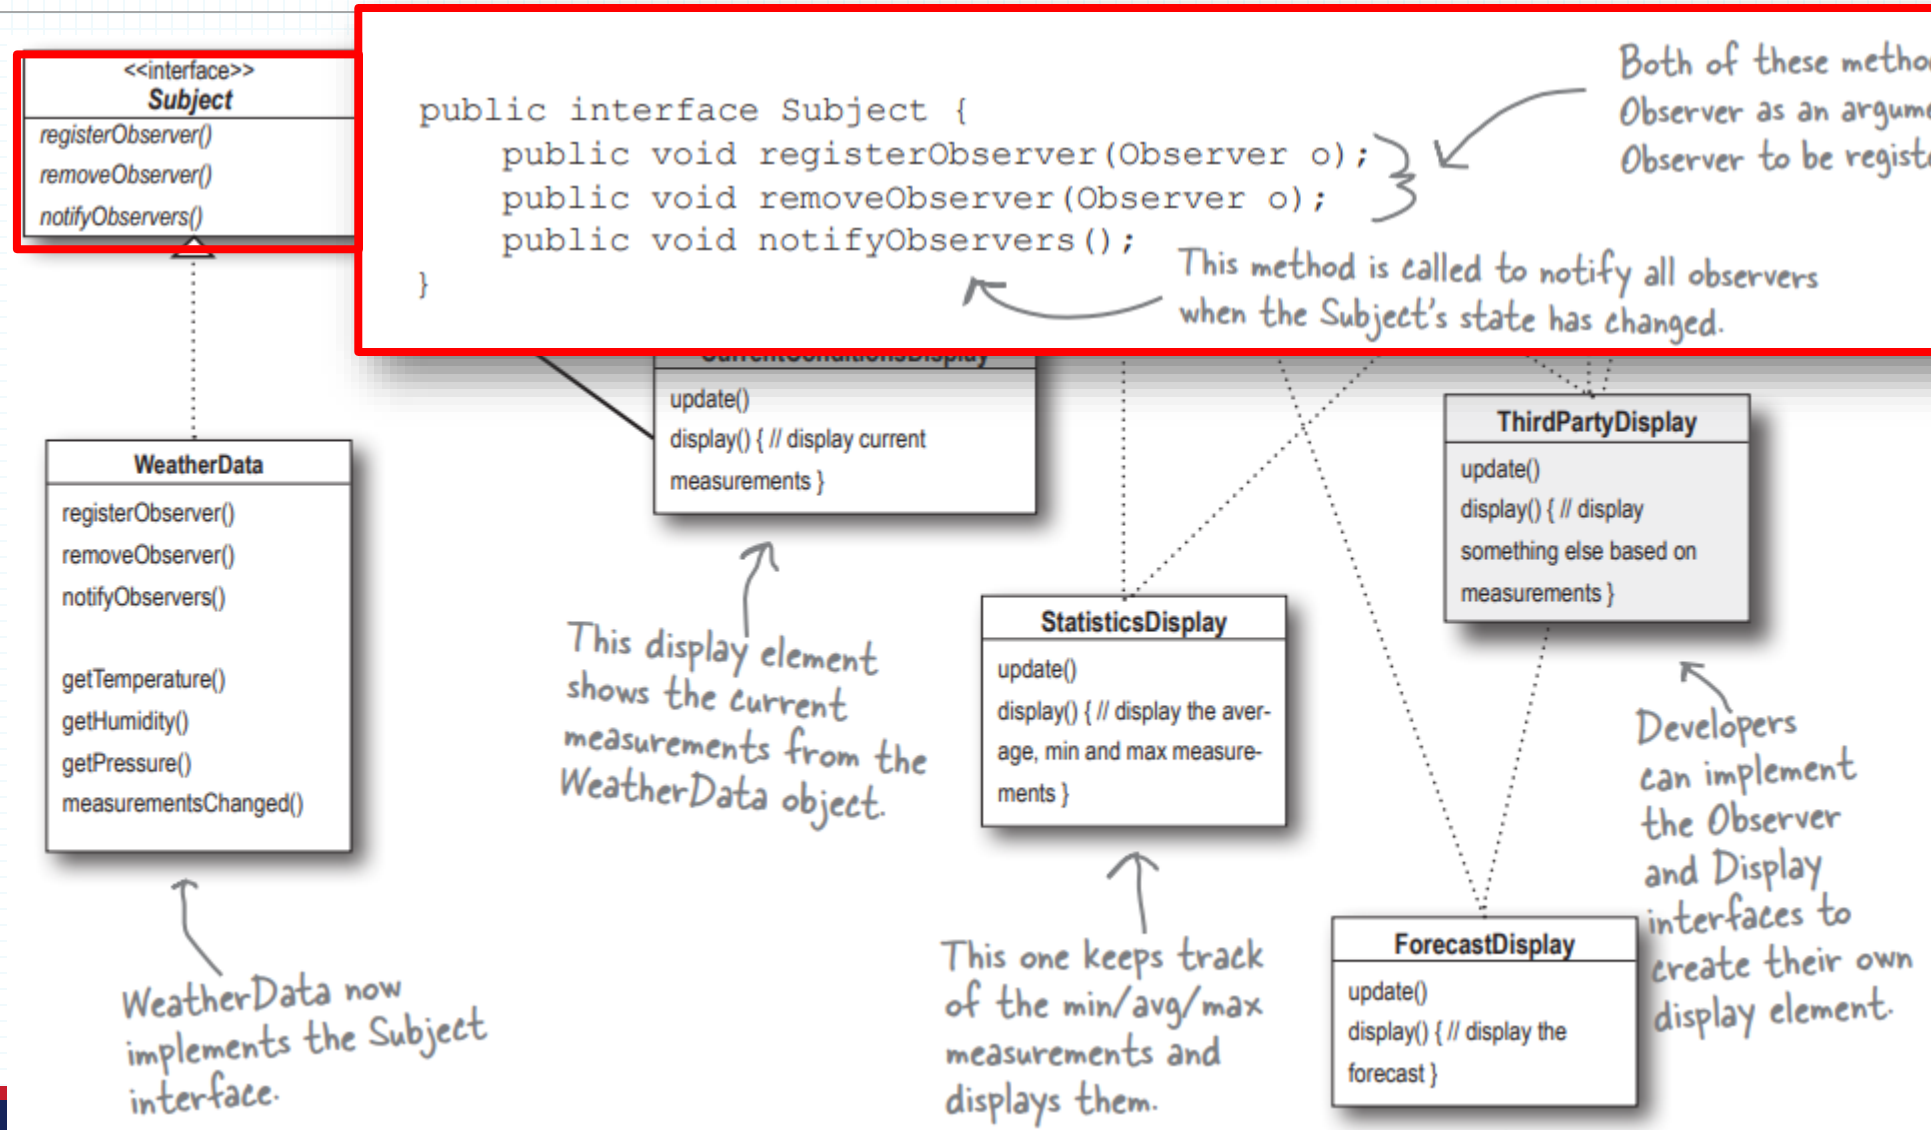 <<interface>>
Subject
registerObserver()
removeObserver()
notifyObservers()
public interface Subject {
public void registerObserver(Observer o);
public void removeObserver(Observer o);
public void notifyObservers();
}
Both of these
Observer as an
Observer to be
This method is called to notify all observers
when the Subject's state has changed.
CurrentConditionsDisplay
update()
display() { // display current
measurements }
This display element
shows the current
measurements from the
WeatherData object.
WeatherData
registerObserver()
removeObserver()
notifyObservers()
getTemperature()
getHumidity()
getPressure()
measurementsChanged()
WeatherData now
implements the Subject
interface.
StatisticsDisplay
update()
display() { // display the aver-
age, min and max measure-
ments }
This one keeps track
of the min/avg/max
measurements and
displays them.
ThirdPartyDisplay
update()
display() { // display
something else based on
measurements }
Developers
can implement
the Observer
and Display
interfaces to
create their own
display element.
ForecastDisplay
update()
display() { // display the
forecast }